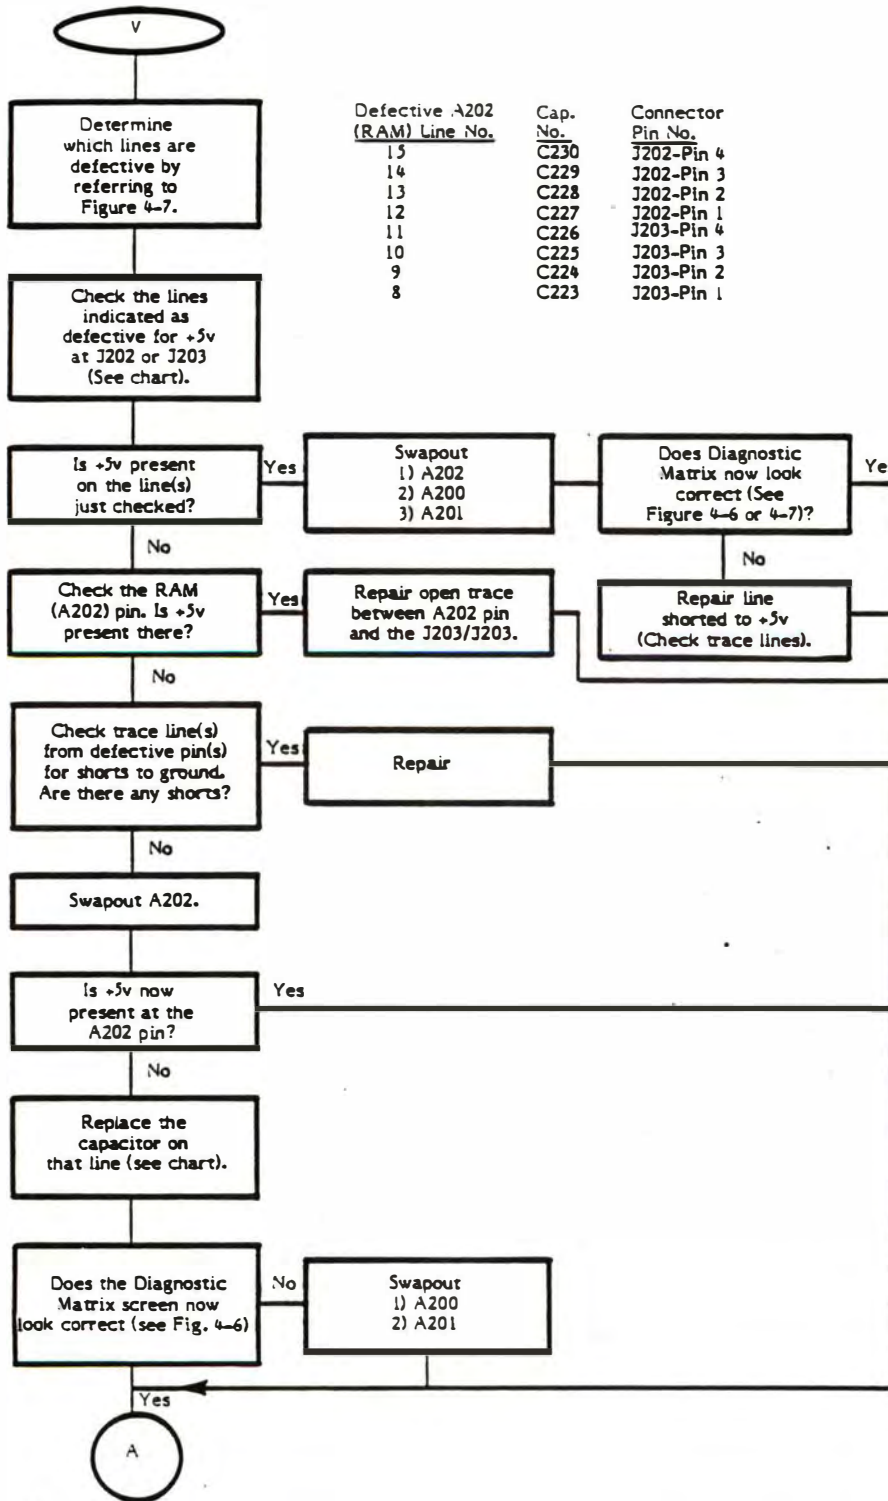 V
Determine
which lines are
defective by
referring to
Figure 4-7.
Defective A202 Cap. Connector
(RAM) Line No. No. Pin No.
15 C230 J202-Pin 4
14 C229 J202-Pin 3
13 C228 J202-Pin 2
12 C227 J202-Pin 1
11 C226 J203-Pin 4
10 C225 J203-Pin 3
9 C224 J203-Pin 2
8 C223 J203-Pin 1
Check the lines
indicated as
defective for +5v
at J202 or J203
(See chart).
Is +5v present
on the line(s)
just checked?
Yes
Swapout
1) A202
2) A200
3) A201
Does Diagnostic
Matrix now look
correct (See
Figure 4-6 or 4-7)?
Ye
No
No
Check the RAM
(A202) pin. Is +5v
present there?
Yes
Repair open trace
between A202 pin
and the J203/J203.
Repair line
shorted to +5v
(Check trace lines).
No
Check trace line(s)
from defective pin(s)
for shorts to ground.
Are there any shorts?
Yes
Repair
No
Swapout A202.
Is +5v now
present at the
A202 pin?
Yes
No
Replace the
capacitor on
that line (see chart).
Does the Diagnostic
Matrix screen now
look correct (see Fig. 4-6)
No
Swapout
1) A200
2) A201
Yes
A